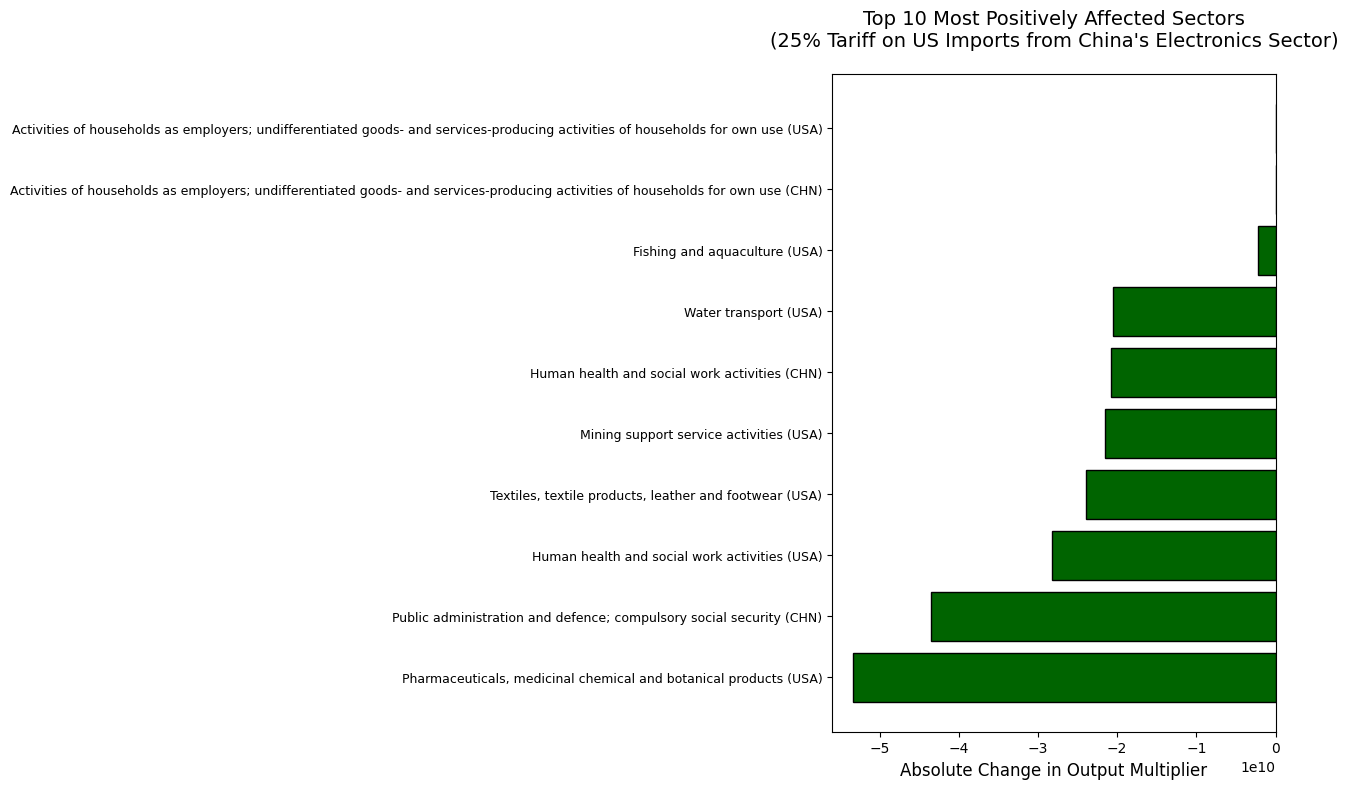 Top 10 Most Positively Affected Sectors
(25% Tariff on US Imports from China's Electronics Sector)
Activities of households as employers; undifferentiated goods- and services-producing activities of households for own use (USA)
Activities of households as employers; undifferentiated goods- and services-producing activities of households for own use (CHN)
Fishing and aquaculture (USA)
Water transport (USA)
Human health and social work activities (CHN)
Mining support service activities (USA)
Textiles, textile products, leather and footwear (USA)
Human health and social work activities (USA)
Public administration and defence; compulsory social security (CHN)
Pharmaceuticals, medicinal chemical and botanical products (USA)
−5 −4 −3 −2 −1 0
1e10
Absolute Change in Output Multiplier